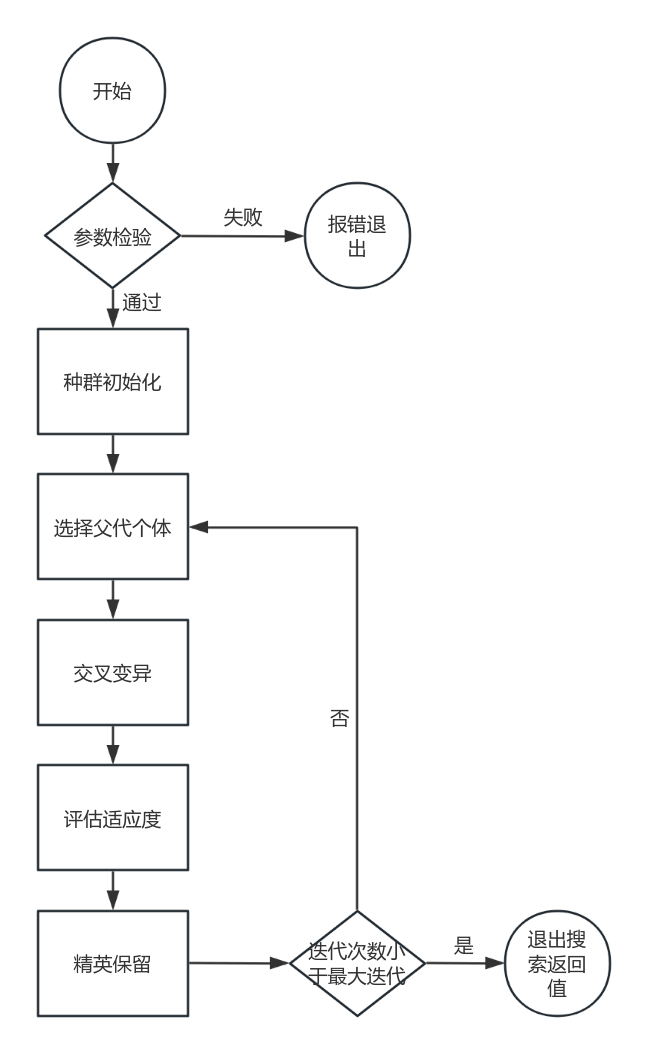 开始
参数检验
失败
报错退
出
通过
种群初始化
选择父代个体
交叉变异
否
评估适应度
精英保留
迭代次数小
于最大迭代
是
退出搜
索返回
值